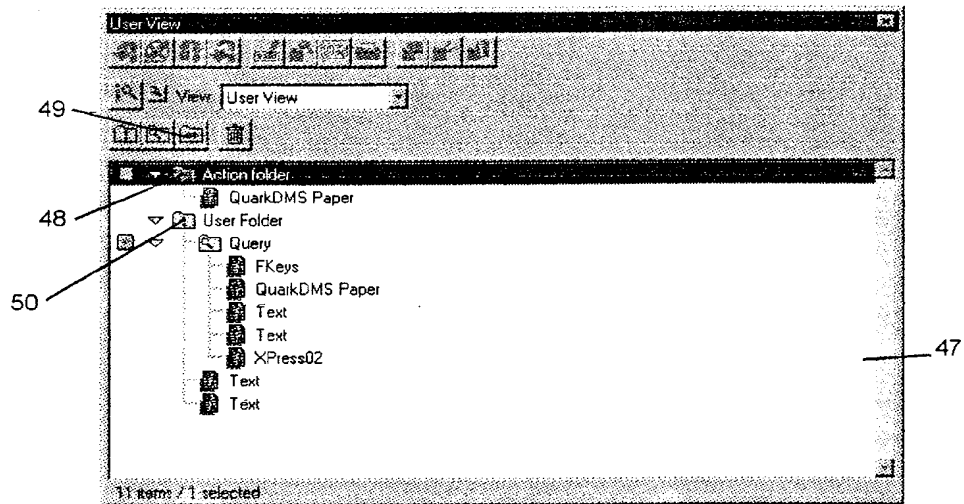 User View
49
View: User View
48
Action folder
QuarkDMS Paper
User Folder
Query
50
FKeys
QuarkDMS Paper
Text
Text
XPress02
47
Text
Text
11 items / 1 selected